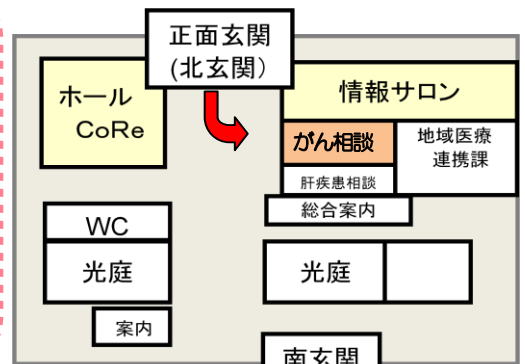 正面玄関
(北玄関)
ホール
CoRe
情報サロン
がん相談
地域医療
連携課
肝疾患相談
総合案内
WC
光庭
光庭
案内
南玄関